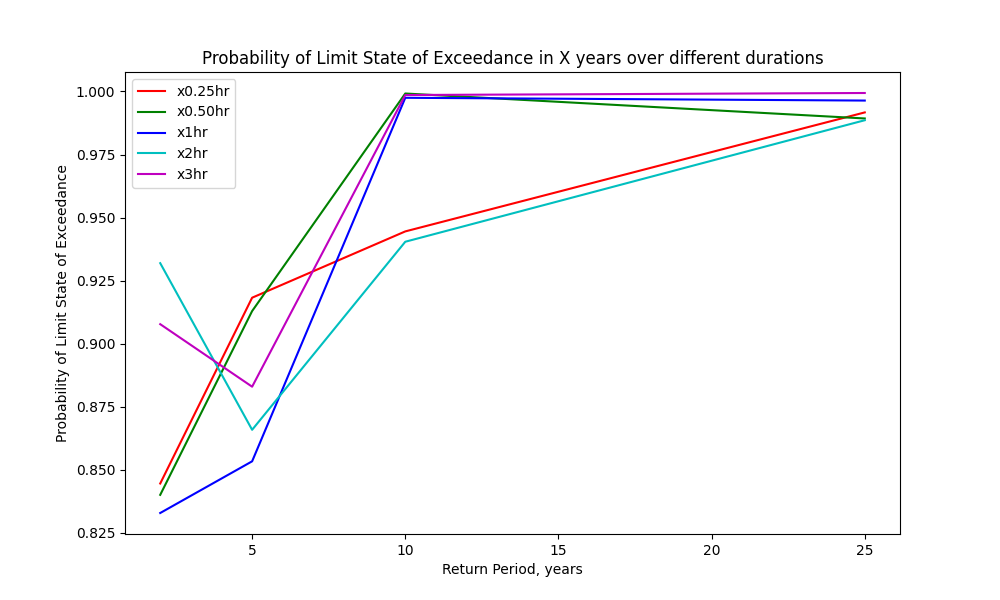 Probability of Limit State of Exceedance in X years over different durations
x0.25hr
x0.50hr
x1hr
x2hr
x3hr
Probability of Limit State of Exceedance
1.000
0.975
0.950
0.925
0.900
0.875
0.850
0.825
5 10 15 20 25
Return Period, years